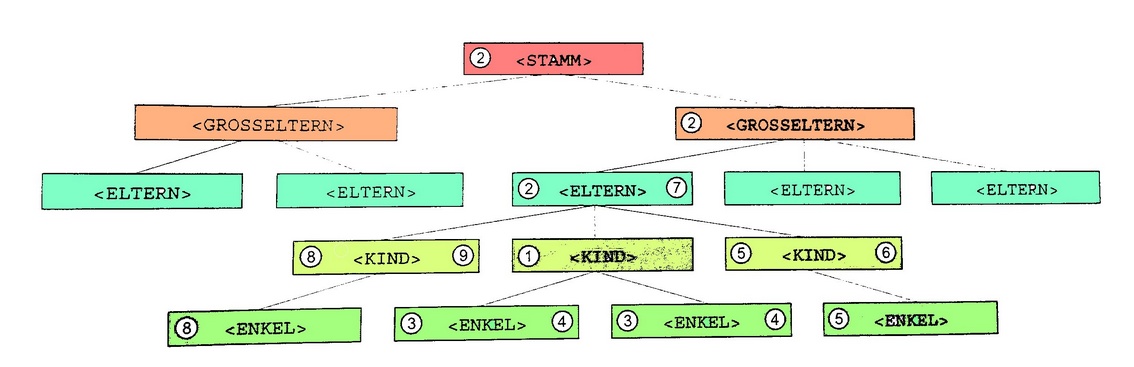 2 <STAMM>
<GROSSELTERN> 2 <GROSSELTERN>
<ELTERN> <ELTERN> 2 <ELTERN> 7 <ELTERN> <ELTERN>
8 <KIND> 9 1 <KIND> 5 <KIND> 6
8 <ENKEL> 3 <ENKEL> 4 3 <ENKEL> 4 5 <ENKEL>